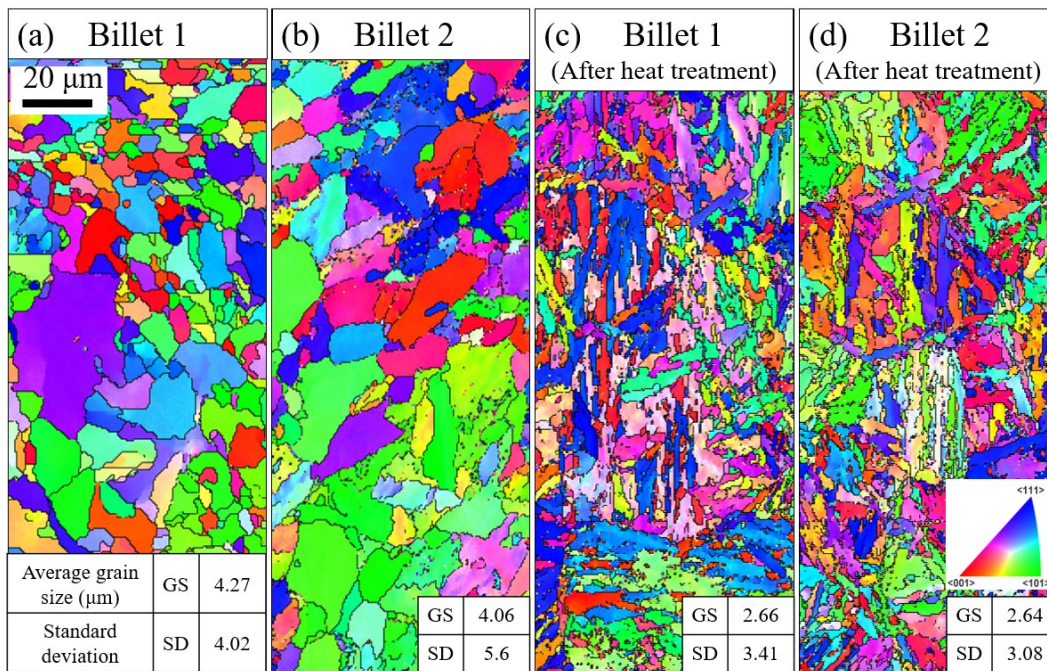 (a) Billet 1
20 μm
Average grain size (μm) GS 4.27
Standard deviation SD 4.02
(b) Billet 2
GS 4.06
SD 5.6
(c) Billet 1
(After heat treatment)
GS 2.66
SD 3.41
(d) Billet 2
(After heat treatment)
<111>
<001> <101>
GS 2.64
SD 3.08